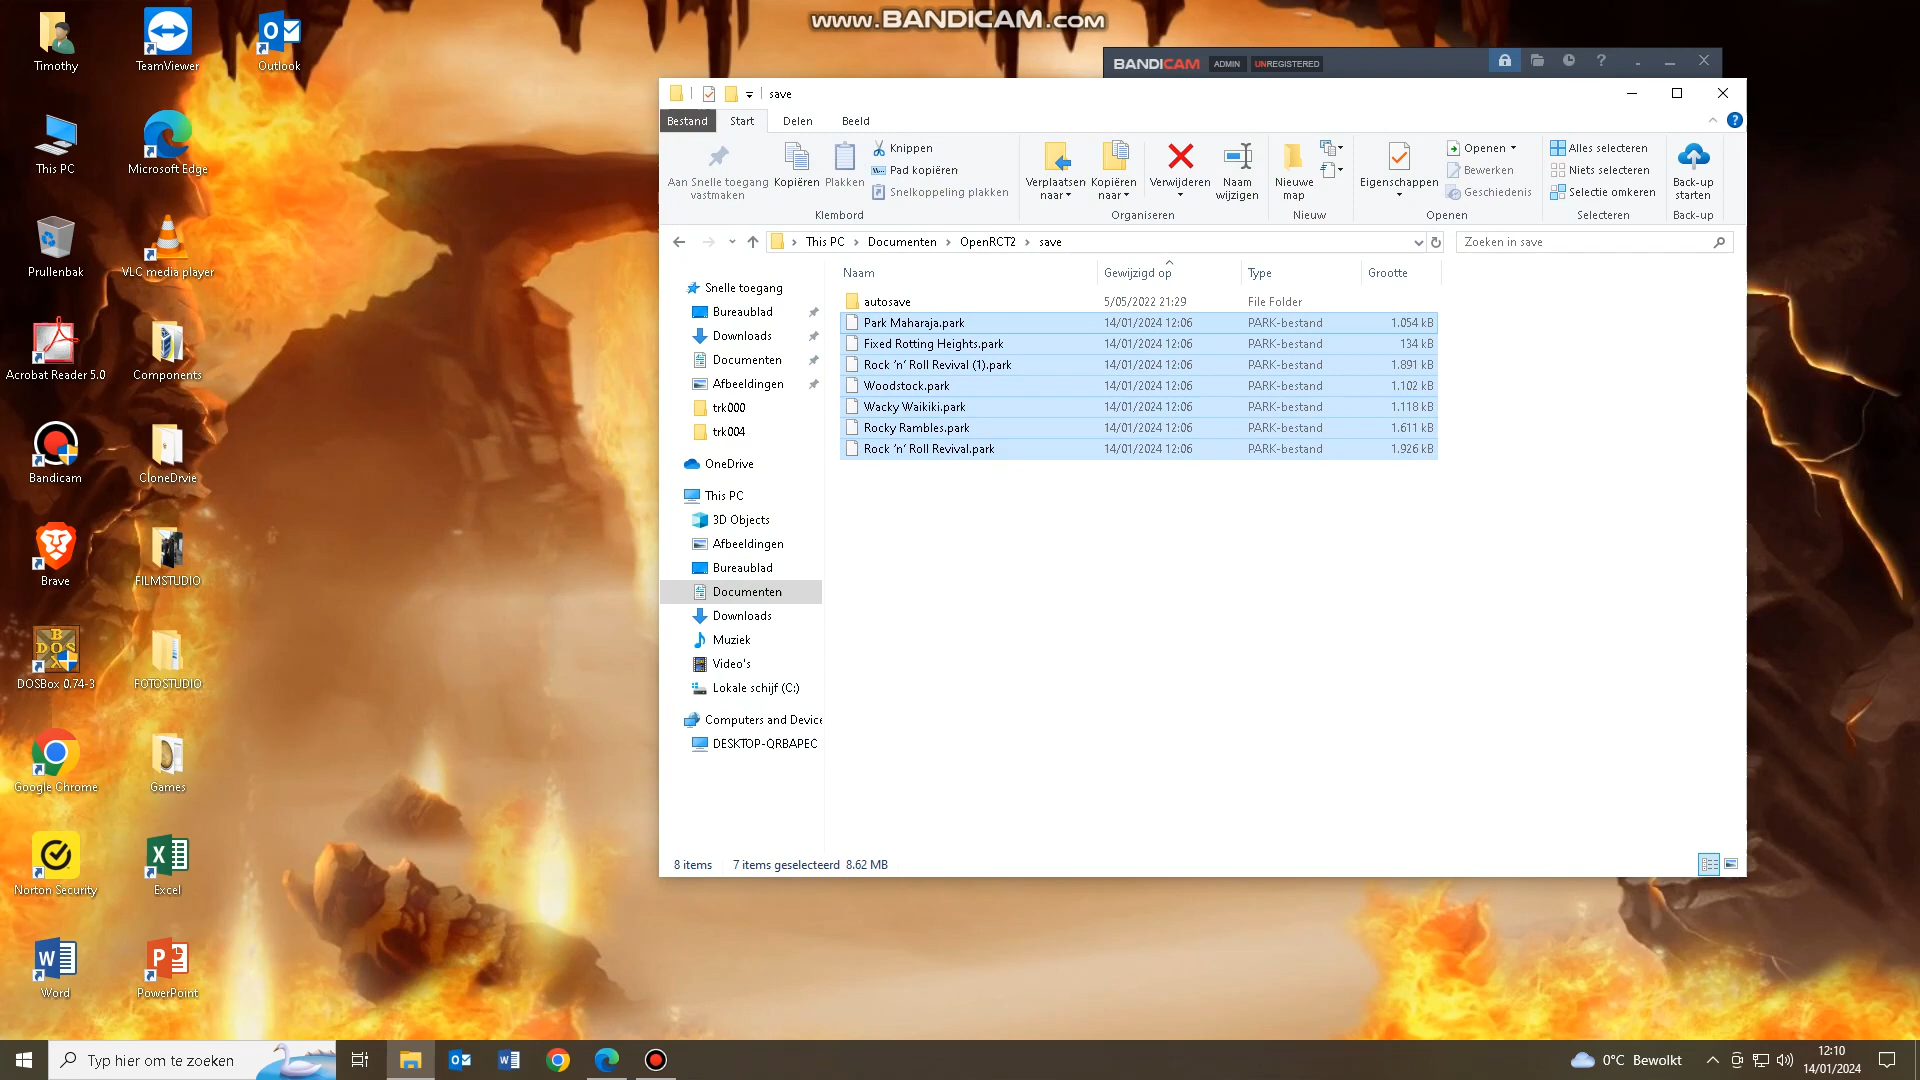 www.BANDICAM.com
Timothy
TeamViewer
Outlook
This PC
Microsoft Edge
Prullenbak
VLC media player
Acrobat Reader 5.0
Components
Bandicam
CloneDrvie
Brave
FILMSTUDIO
DOSBox 0.74-3
FOTOSTUDIO
Google Chrome
Games
Norton Security
Excel
Word
PowerPoint
BANDICAM ADMIN UNREGISTERED
save
Bestand Start Delen Beeld
Aan Snelle toegang vastmaken
Kopiëren
Plakken
Knippen
Pad kopiëren
Snelkoppeling plakken
Klembord
Verplaatsen naar
Kopiëren naar
Verwijderen
Naam wijzigen
Organiseren
Nieuwe map
Nieuw
Eigenschappen
Openen
Bewerken
Geschiedenis
Openen
Alles selecteren
Niets selecteren
Selectie omkeren
Selecteren
Back-up starten
Back-up
This PC > Documenten > OpenRCT2 > save
Zoeken in save
Snelle toegang
Bureaublad
Downloads
Documenten
Afbeeldingen
trk000
trk004
OneDrive
This PC
3D Objects
Afbeeldingen
Bureaublad
Documenten
Downloads
Muziek
Video's
Lokale schijf (C:)
Computers and Device
DESKTOP-QRBAPEC
Naam Gewijzigd op Type Grootte
autosave 5/05/2022 21:29 File Folder
Park Maharaja.park 14/01/2024 12:06 PARK-bestand 1.054 kB
Fixed Rotting Heights.park 14/01/2024 12:06 PARK-bestand 134 kB
Rock 'n' Roll Revival (1).park 14/01/2024 12:06 PARK-bestand 1.891 kB
Woodstock.park 14/01/2024 12:06 PARK-bestand 1.102 kB
Wacky Waikiki.park 14/01/2024 12:06 PARK-bestand 1.118 kB
Rocky Rambles.park 14/01/2024 12:06 PARK-bestand 1.611 kB
Rock 'n' Roll Revival.park 14/01/2024 12:06 PARK-bestand 1.926 kB
8 items 7 items geselecteerd 8.62 MB
Typ hier om te zoeken
0°C Bewolkt
12:10
14/01/2024